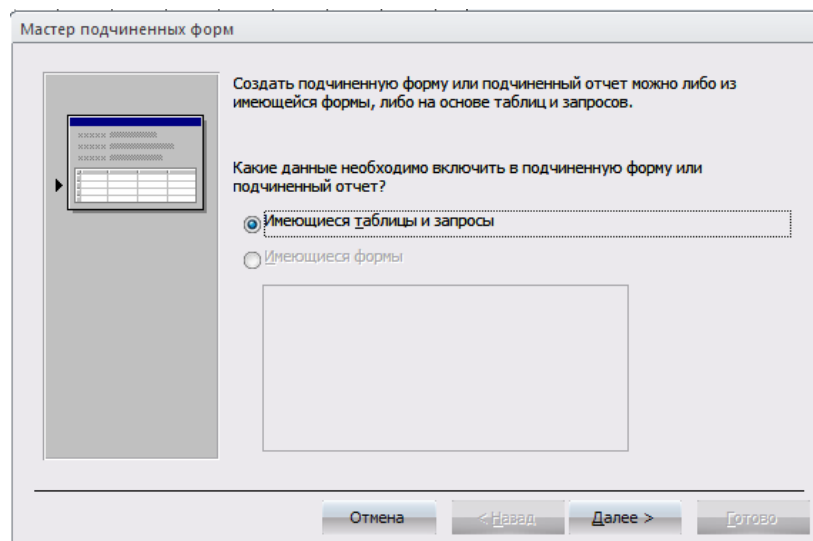 Мастер подчиненных форм
Создать подчиненную форму или подчиненный отчет можно либо из
имеющейся формы, либо на основе таблиц и запросов.
Какие данные необходимо включить в подчиненную форму или
подчиненный отчет?
Имеющиеся таблицы и запросы
Имеющиеся формы
Отмена
< Назад
Далее >
Готово